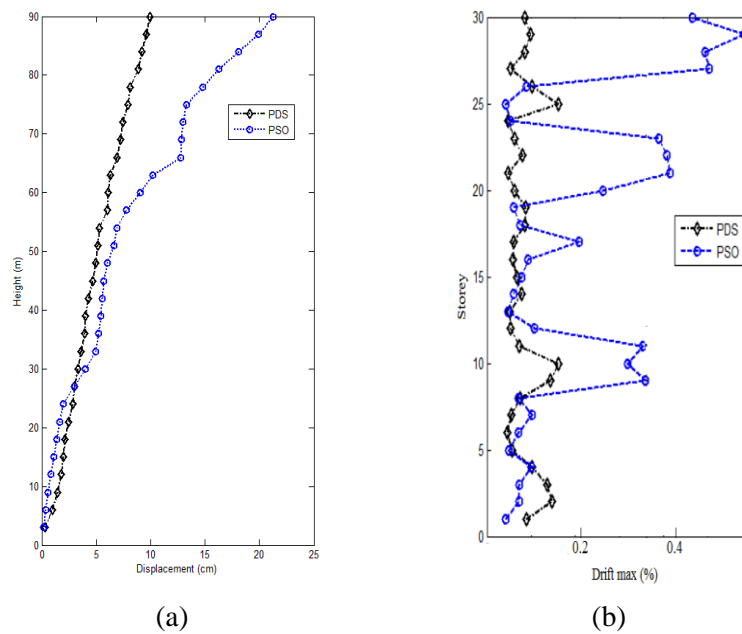 90
80
70
60
50
40
30
20
10
0
Height (m)
PDS
PSO
0 5 10 15 20 25
Displacement (cm)
(a)
30
25
20
15
10
5
0
Storey
PDS
PSO
0.2 0.4
Drift max (%)
(b)